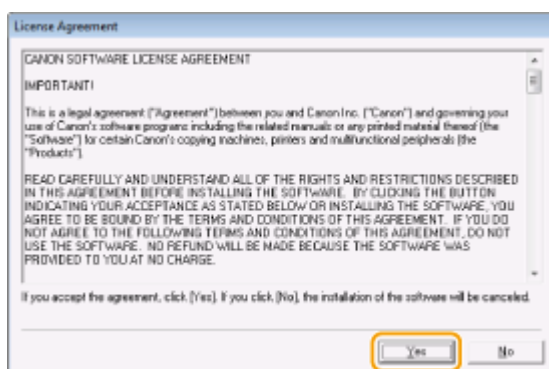 License Agreement
CANON SOFTWARE LICENSE AGREEMENT
IMPORTANT!
This is a legal agreement ("Agreement") between you and Canon Inc. ("Canon") and governing your
use of Canon's software programs including the related manuals or any printed material thereof (the
"Software") for certain Canon's copying machines, printers and multifunctional peripherals (the
"Products").
READ CAREFULLY AND UNDERSTAND ALL OF THE RIGHTS AND RESTRICTIONS DESCRIBED
IN THIS AGREEMENT BEFORE INSTALLING THE SOFTWARE. BY CLICKING THE BUTTON
INDICATING YOUR ACCEPTANCE AS STATED BELOW OR INSTALLING THE SOFTWARE, YOU
AGREE TO BE BOUND BY THE TERMS AND CONDITIONS OF THIS AGREEMENT. IF YOU DO
NOT AGREE TO THE FOLLOWING TERMS AND CONDITIONS OF THIS AGREEMENT, DO NOT
USE THE SOFTWARE. NO REFUND WILL BE MADE BECAUSE THE SOFTWARE WAS
PROVIDED TO YOU AT NO CHARGE.
If you accept the agreement, click [Yes]. If you click [No], the installation of the software will be canceled.
Yes
No